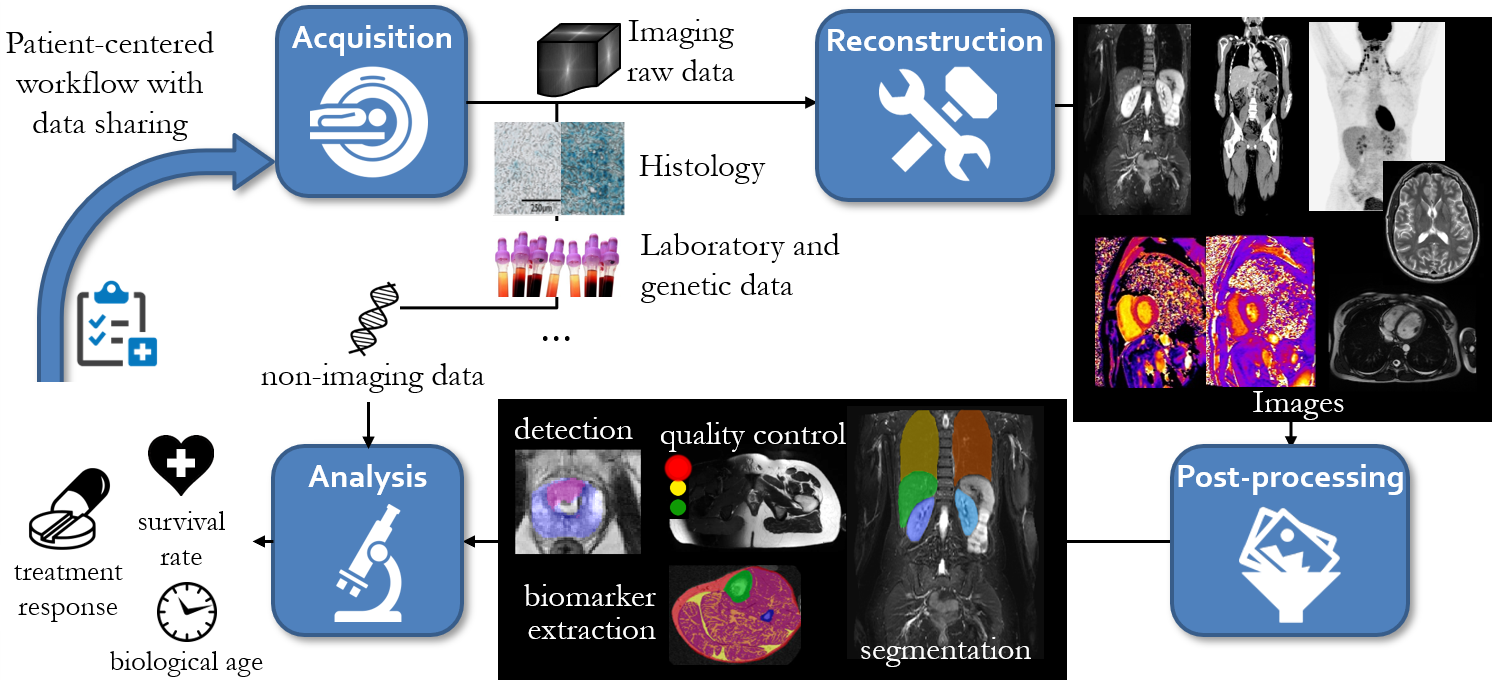 Patient-centered
workflow with
data sharing
Acquisition
Imaging
raw data
Reconstruction
250µm
Histology
Laboratory and
genetic data
...
non-imaging data
Images
Post-processing
detection
quality control
biomarker
extraction
segmentation
Analysis
survival
rate
treatment
response
biological age